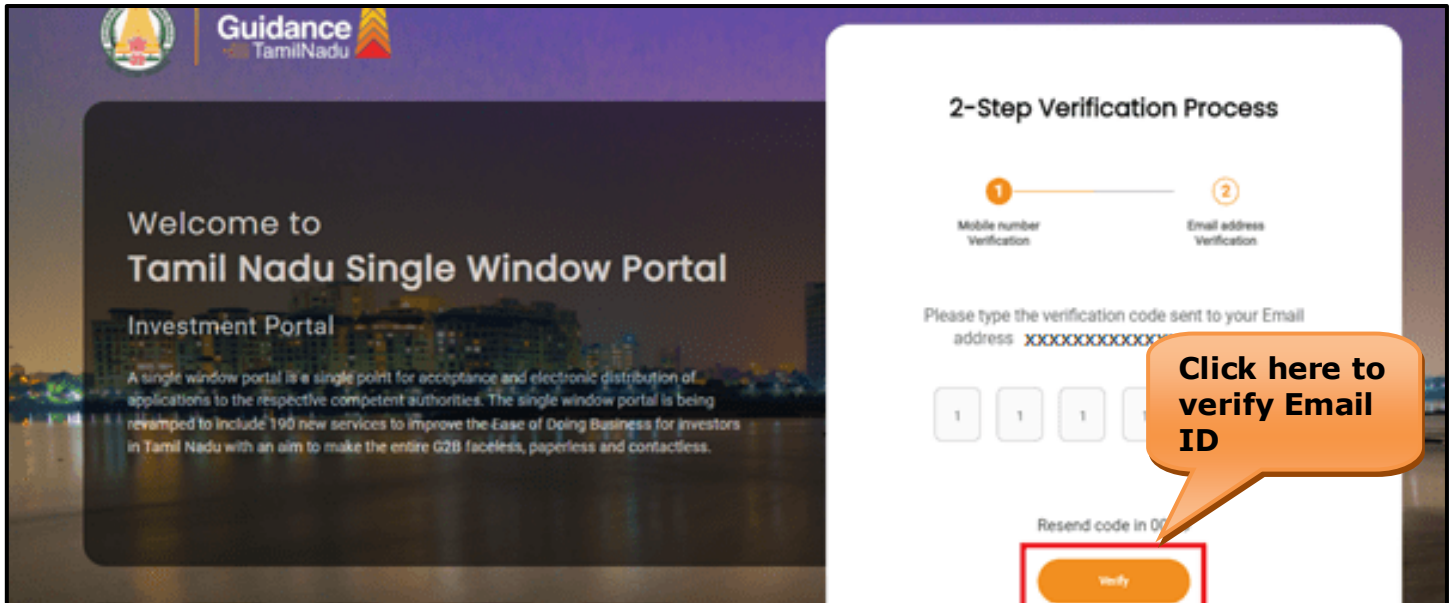 Guidance
TamilNadu
Welcome to
Tamil Nadu Single Window Portal
Investment Portal
A single window portal is a single point for acceptance and electronic distribution of
applications to the respective competent authorities. The single window portal is being
revamped to include 190 new services to improve the Ease of Doing Business for investors
in Tamil Nadu with an aim to make the entire G2B faceless, paperless and contactless.
2-Step Verification Process
1
2
Mobile number
Verification
Email address
Verification
Please type the verification code sent to your Email
address XXXXXXXXXXXXX
1 1 1 1
Click here to
verify Email
ID
Resend code in
Verify